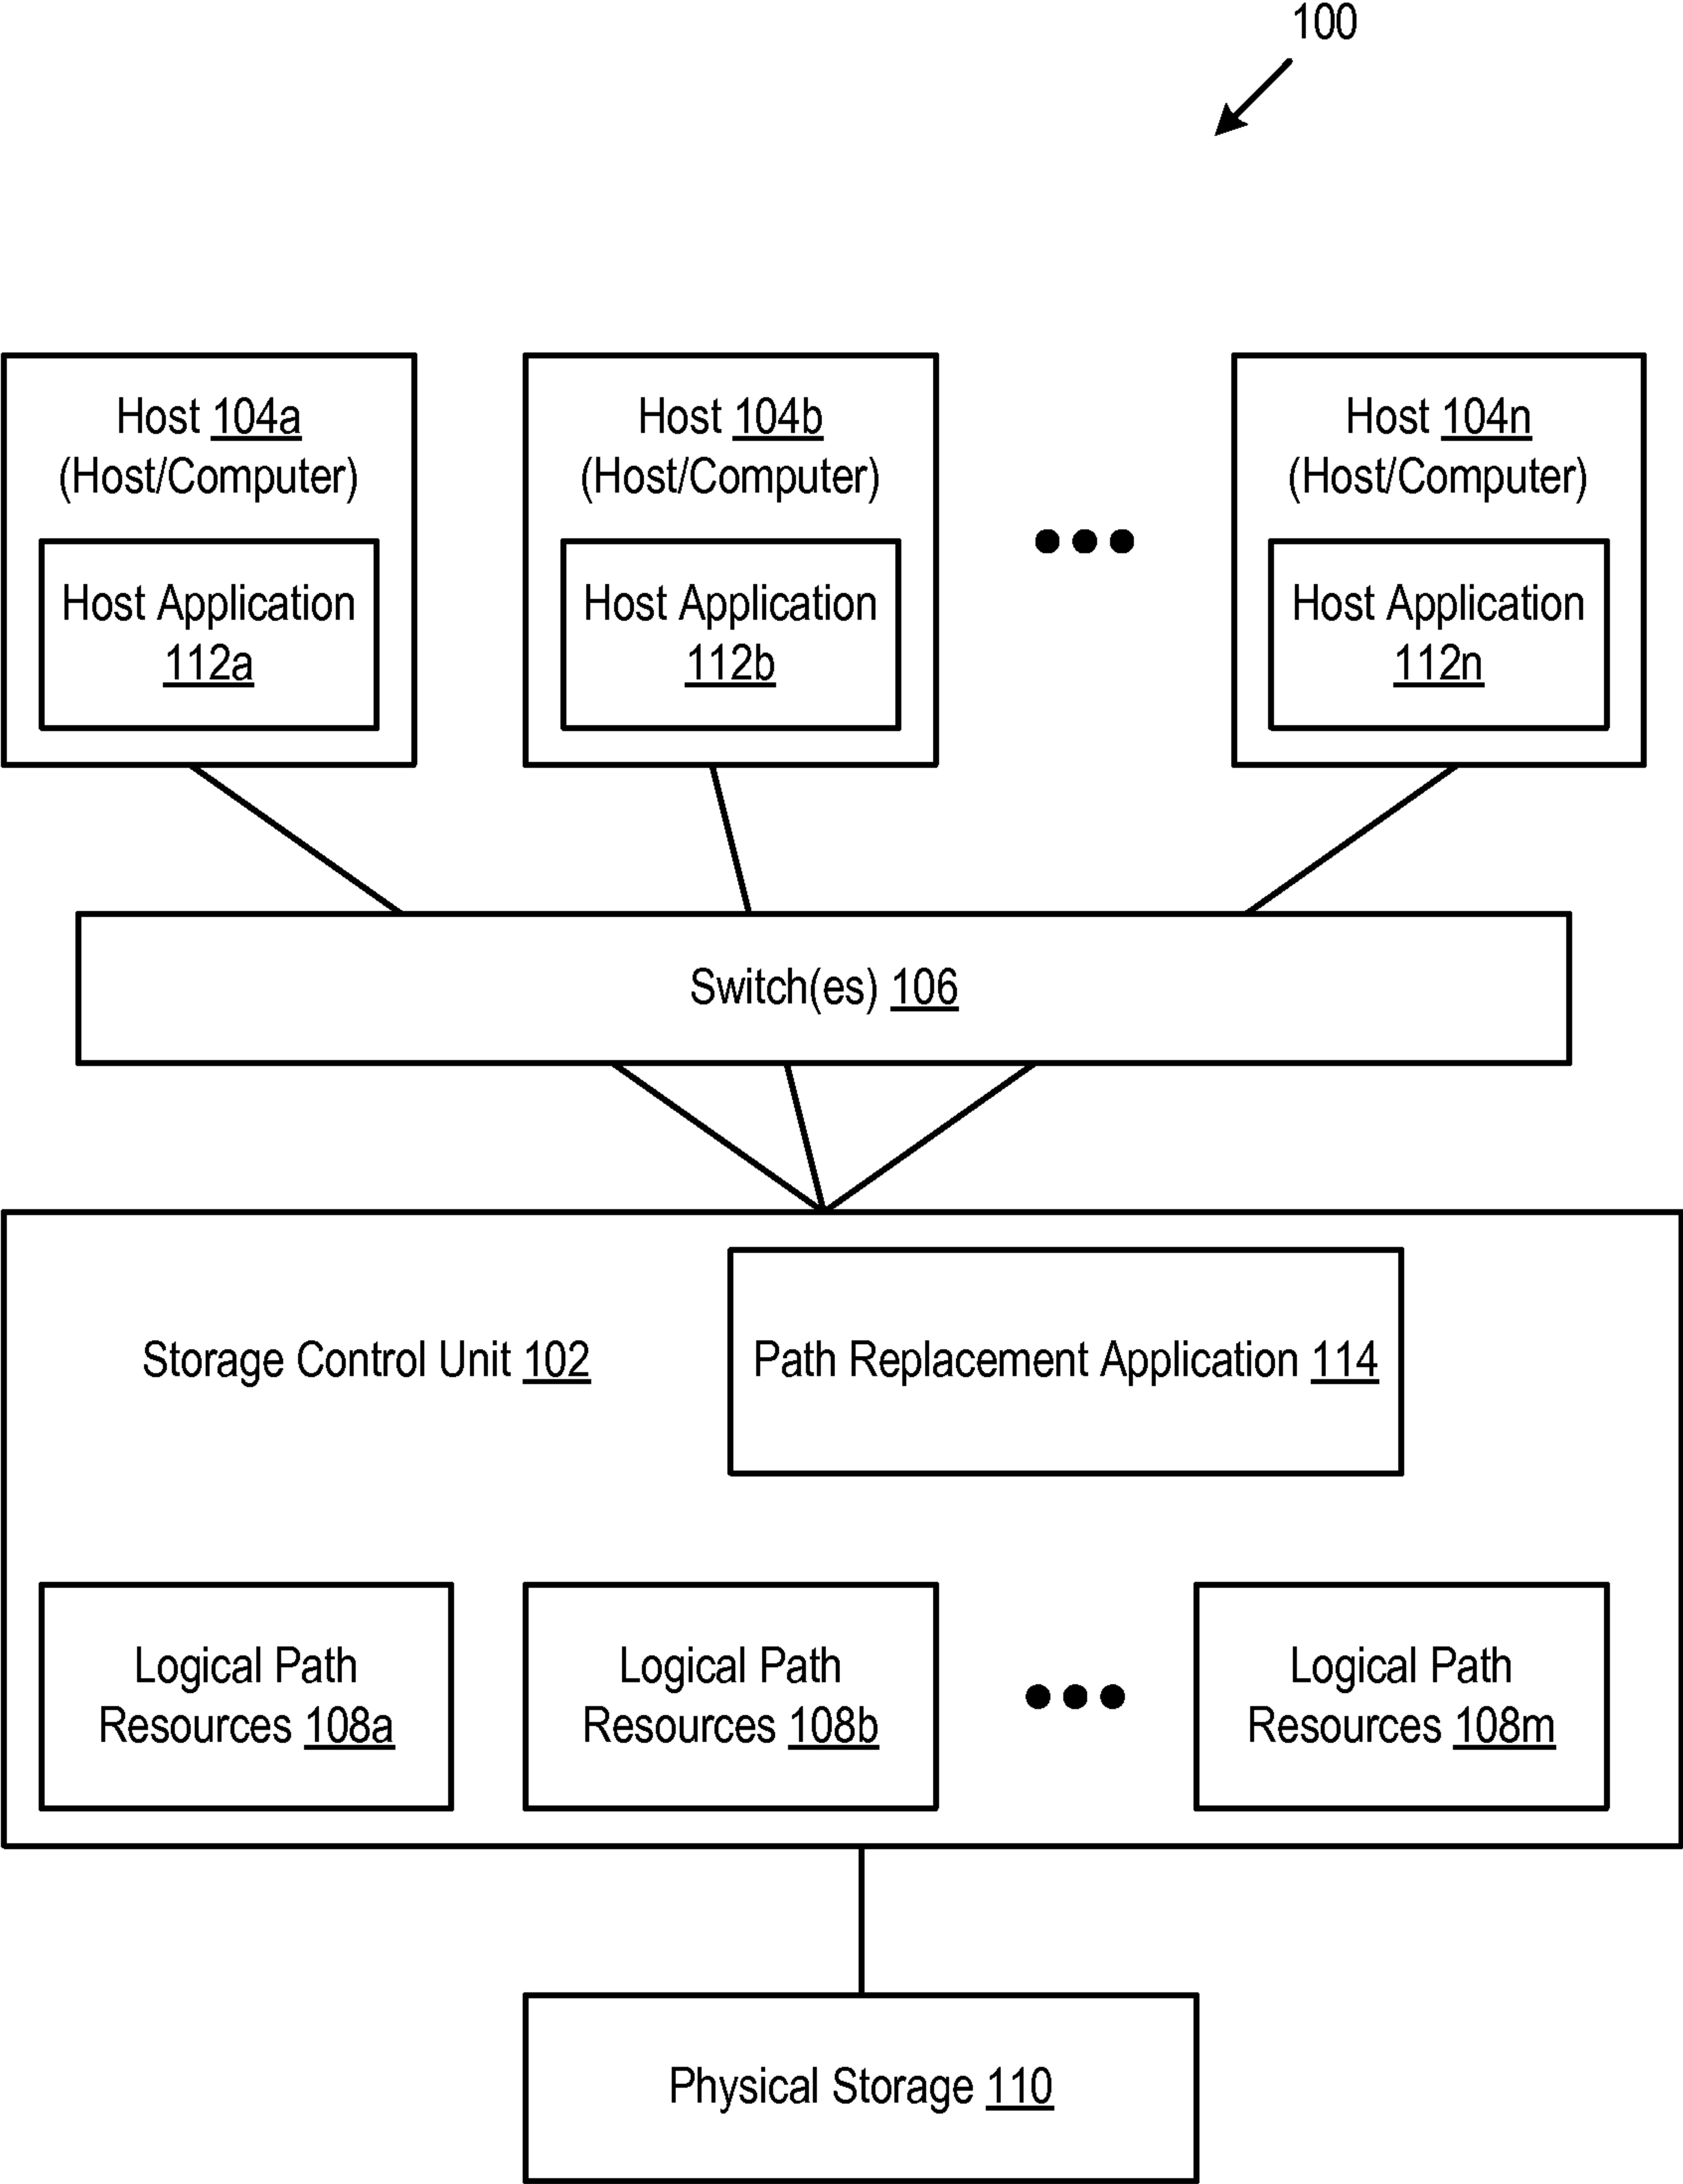 100
Host 104a
(Host/Computer)
Host Application
112a
Host 104b
(Host/Computer)
Host Application
112b
Host 104n
(Host/Computer)
Host Application
112n
Switch(es) 106
Storage Control Unit 102
Path Replacement Application 114
Logical Path
Resources 108a
Logical Path
Resources 108b
Logical Path
Resources 108m
Physical Storage 110